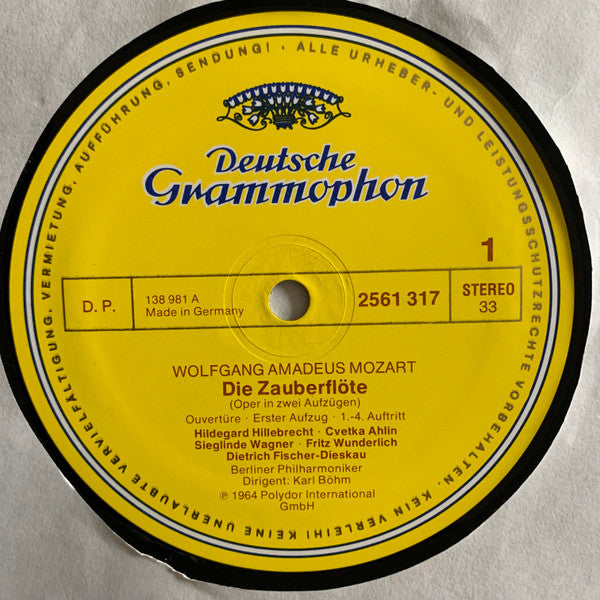 ALLE URHEBER- UND LEISTUNGSSCHUTZRECHTE VORBEHALTEN. KEIN VERLEIH! KEINE UNERLAUBTE VERVIELFÄLTIGUNG, VERMIETUNG, AUFFÜHRUNG, SENDUNG! ·
Deutsche
Grammophon
1
D. P.
138 981 A
Made in Germany
2561 317
STEREO
33
WOLFGANG AMADEUS MOZART
Die Zauberflöte
(Oper in zwei Aufzügen)
Ouvertüre · Erster Aufzug · 1.-4. Auftritt
Hildegard Hillebrecht · Cvetka Ahlin
Sieglinde Wagner · Fritz Wunderlich
Dietrich Fischer-Dieskau
Berliner Philharmoniker
Dirigent: Karl Böhm
℗ 1964 Polydor International
GmbH